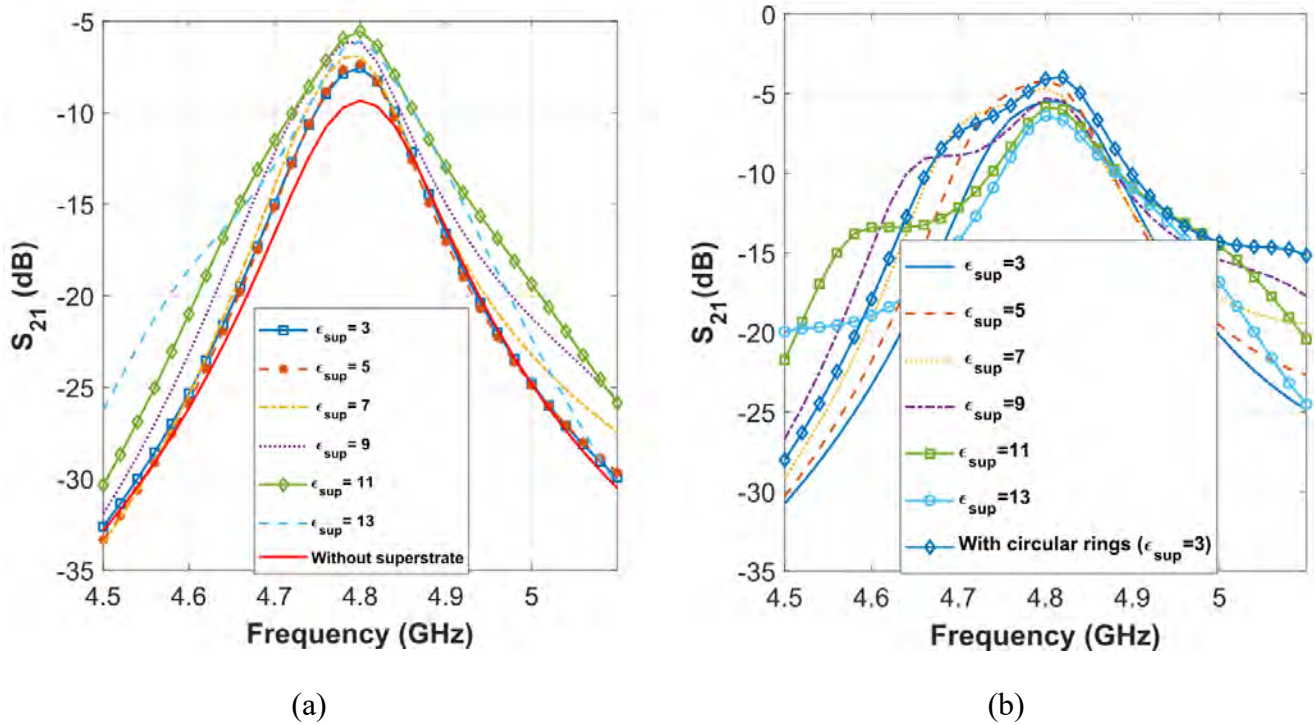 -5
-10
-15
-20
-25
-30
-35
S21 (dB)
ϵsup= 3
ϵsup= 5
ϵsup= 7
ϵsup= 9
ϵsup= 11
ϵsup= 13
Without superstrate
4.5 4.6 4.7 4.8 4.9 5
Frequency (GHz)
(a)
0
-5
-10
-15
-20
-25
-30
-35
S21 (dB)
ϵsup=3
ϵsup=5
ϵsup=7
ϵsup=9
ϵsup=11
ϵsup=13
With circular rings (ϵsup=3)
4.5 4.6 4.7 4.8 4.9 5
Frequency (GHz)
(b)